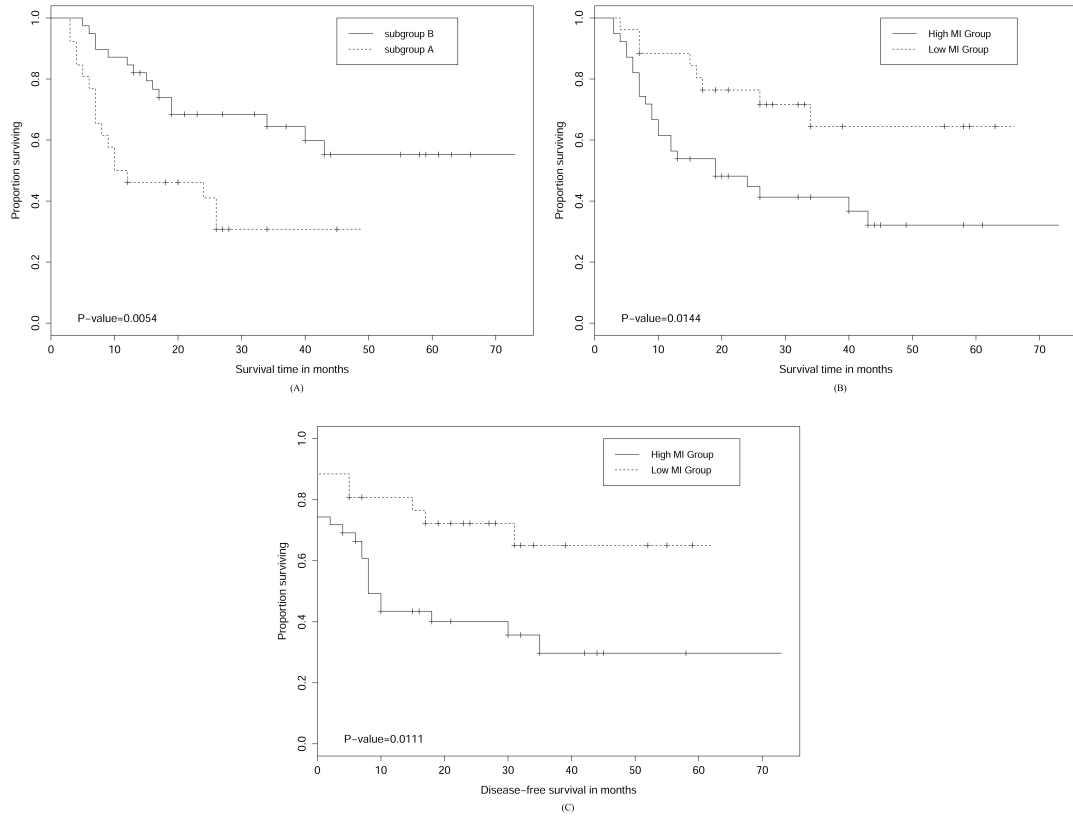 subgroup B
subgroup A
Proportion surviving
0.0 0.2 0.4 0.6 0.8 1.0
P-value=0.0054
0 10 20 30 40 50 60 70
Survival time in months
(A)
High MI Group
Low MI Group
Proportion surviving
0.0 0.2 0.4 0.6 0.8 1.0
P-value=0.0144
0 10 20 30 40 50 60 70
Survival time in months
(B)
High MI Group
Low MI Group
Proportion surviving
0.0 0.2 0.4 0.6 0.8 1.0
P-value=0.0111
0 10 20 30 40 50 60 70
Disease-free survival in months
(C)